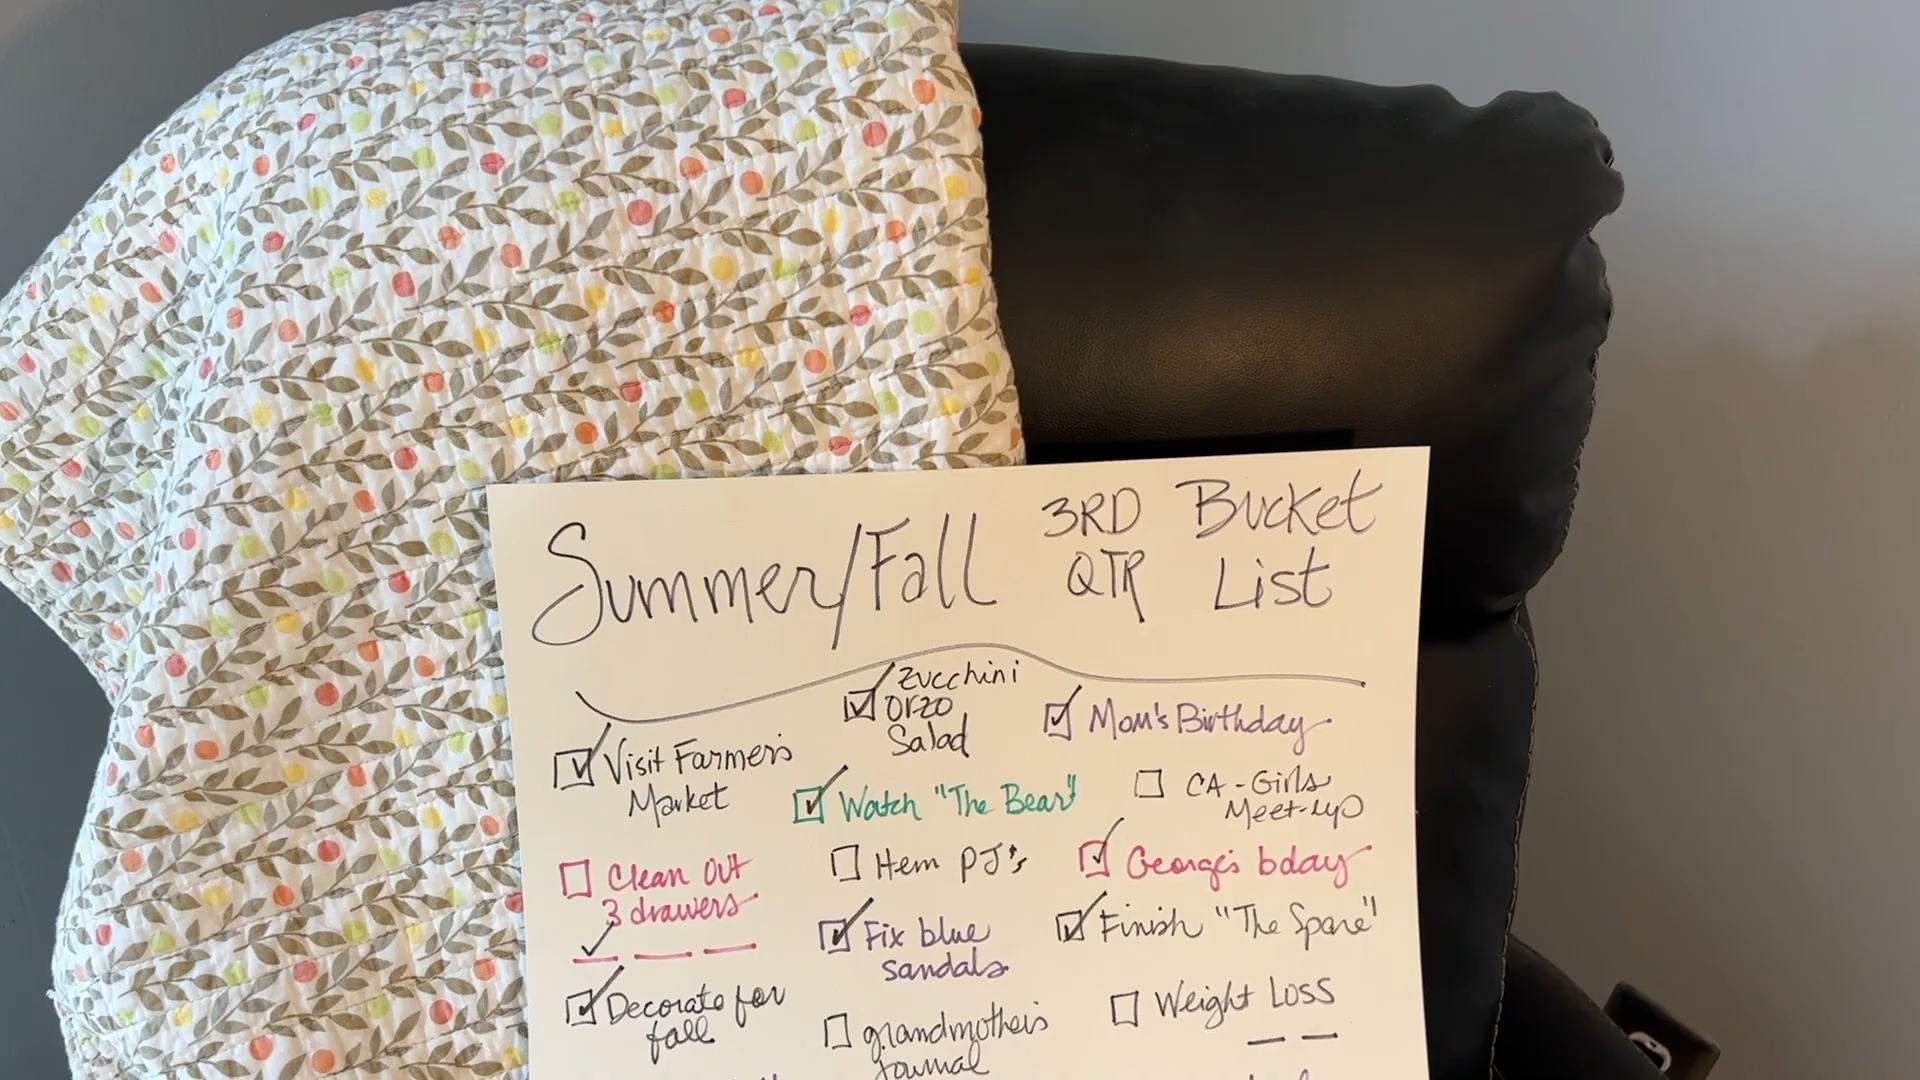 Summer/Fall 3RD QTR Bucket List
Zucchini
Orzo
Salad
Mom's Birthday
Visit Farmer's
Market
Watch "The Bear"
CA - Girls
Meet-up
Clean Out
3 drawers
Hem PJ's
George's bday
Fix blue
sandals
Finish "The Spare"
Decorate for
fall
grandmother's
journal
Weight Loss